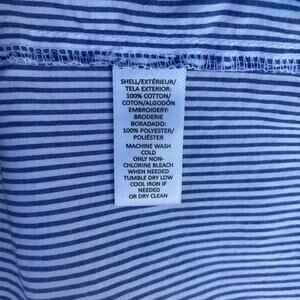 SHELL/EXTÉRIEUR/
TELA EXTERIOR:
100% COTTON/
COTON/ALGODÓN
EMBROIDERY:
BRODERIE
BORADADO:
100% POLYESTER/
POLIÉSTER
MACHINE WASH
COLD
ONLY NON-
CHLORINE BLEACH
WHEN NEEDED
TUMBLE DRY LOW
COOL IRON IF
NEEDED
OR DRY CLEAN